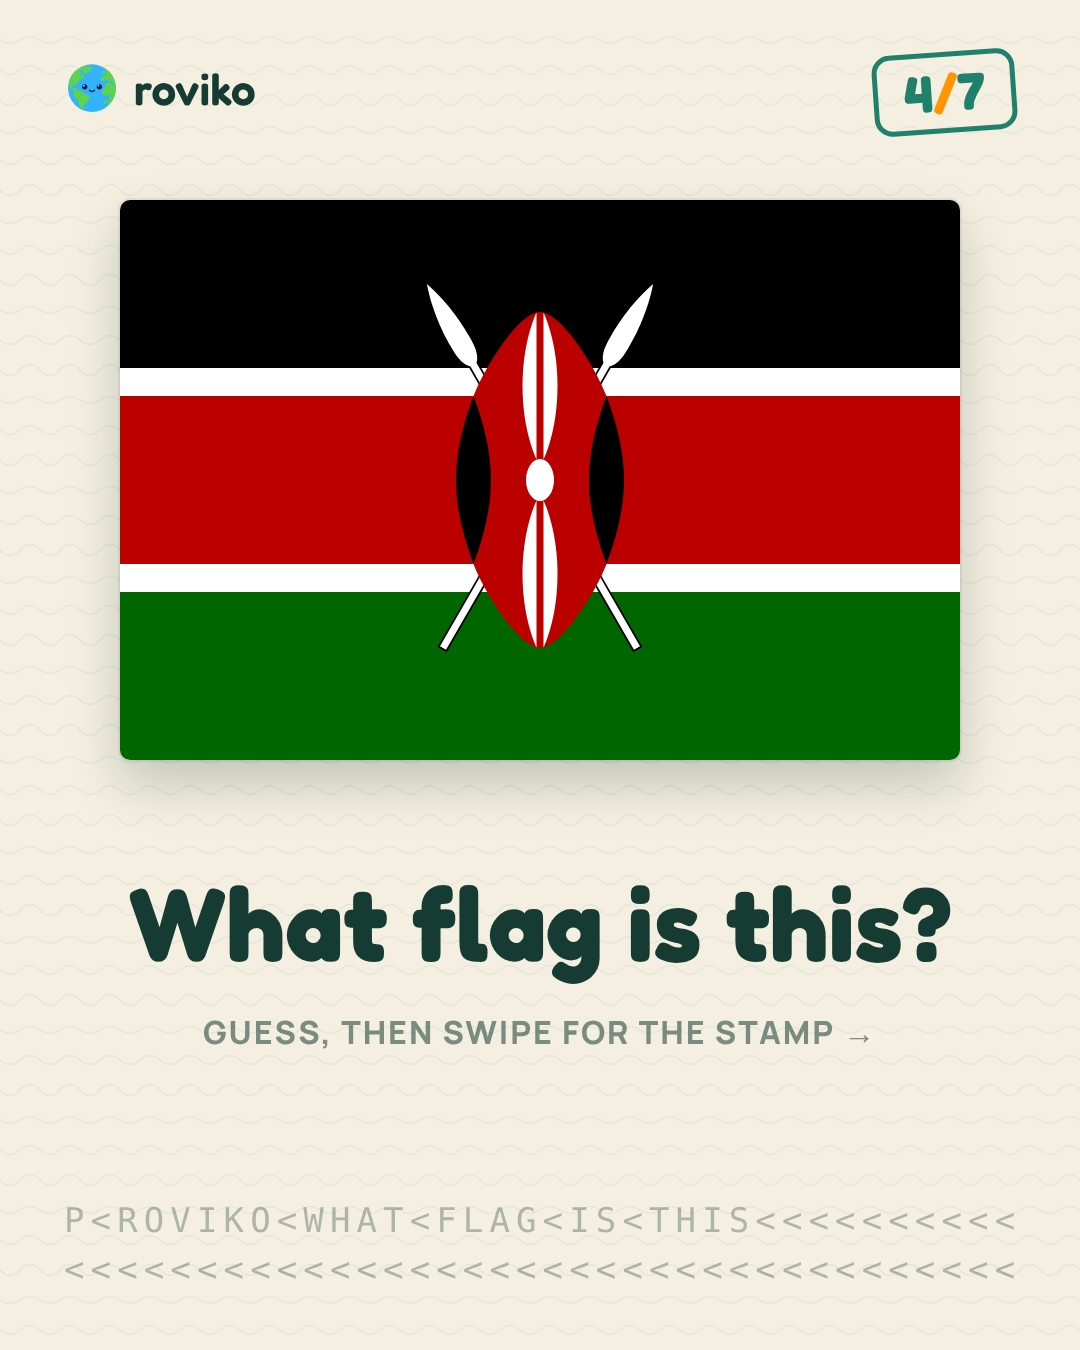 roviko
4/7
What flag is this?
GUESS, THEN SWIPE FOR THE STAMP →
P<ROVIKO<WHAT<FLAG<IS<THIS<<<<<<<<<<
<<<<<<<<<<<<<<<<<<<<<<<<<<<<<<<<<<<<